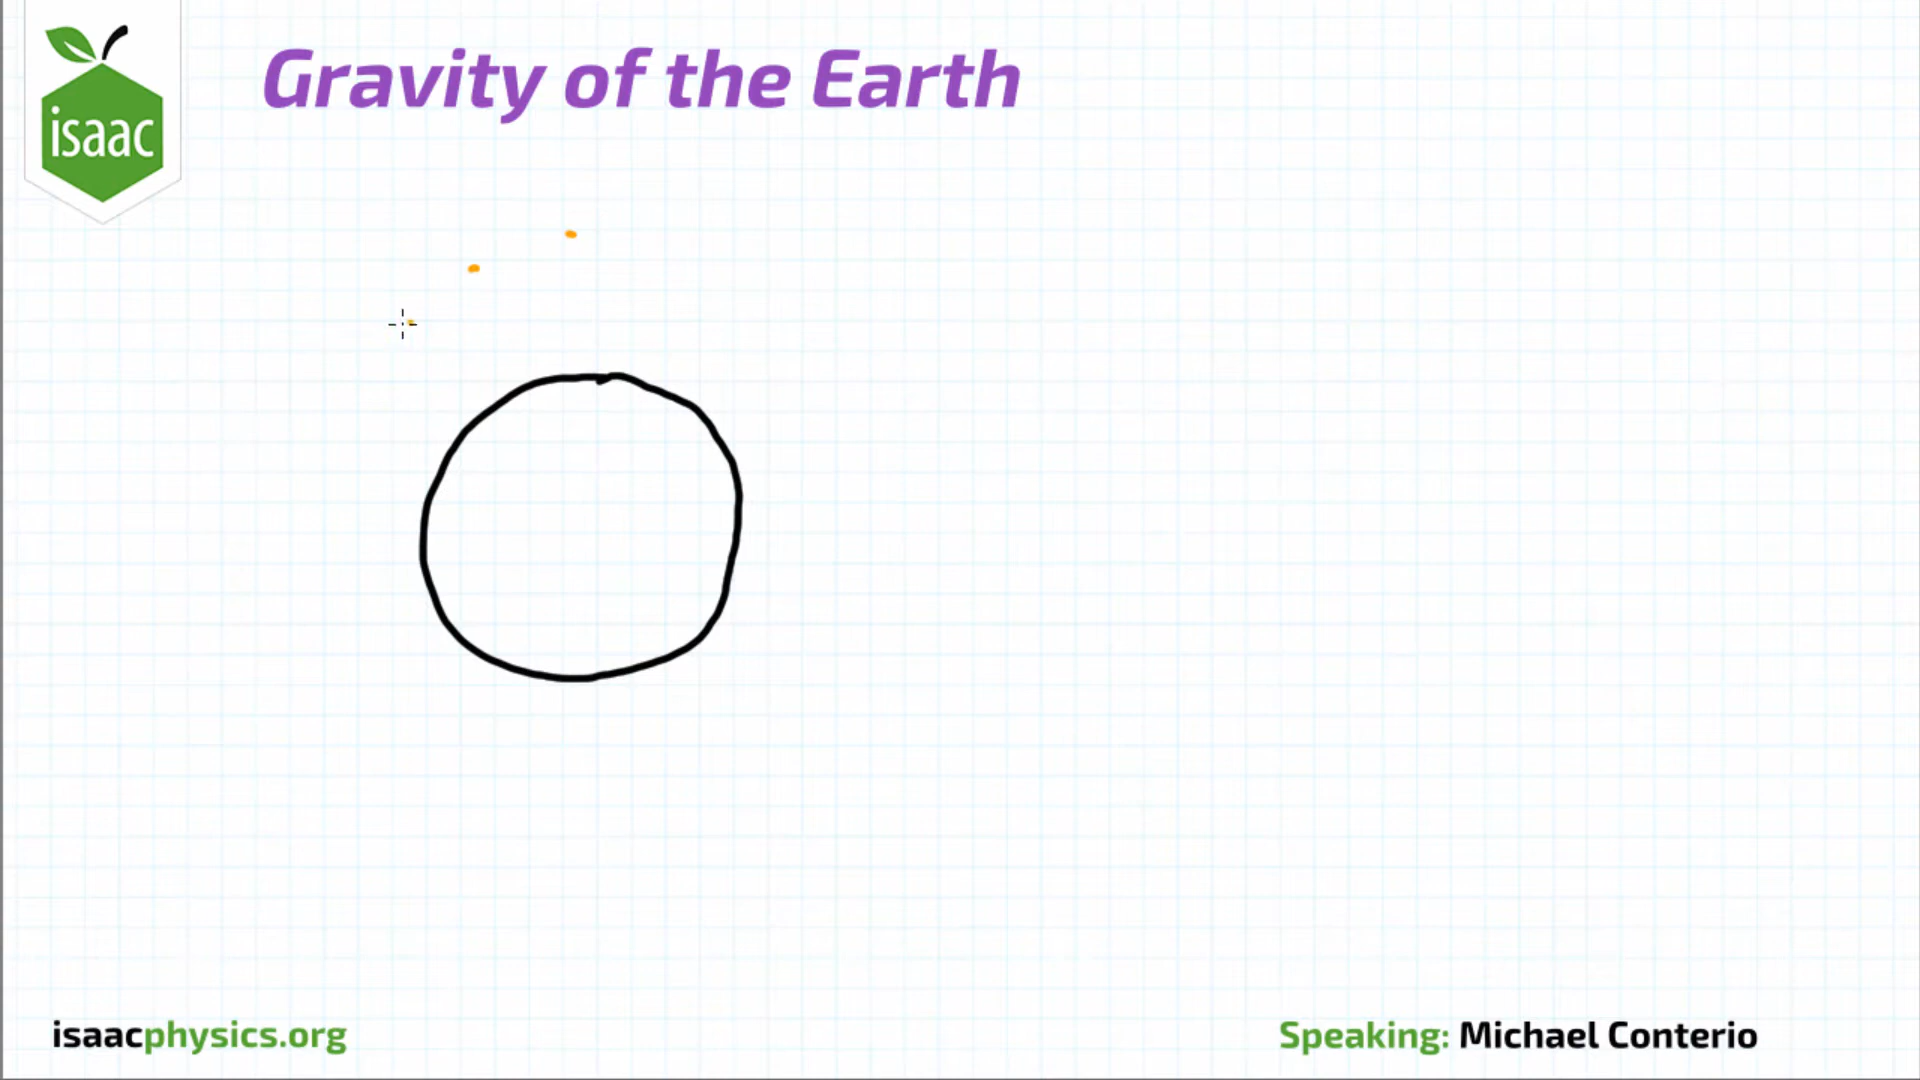 isaac
Gravity of the Earth
isaacphysics.org
Speaking: Michael Conterio